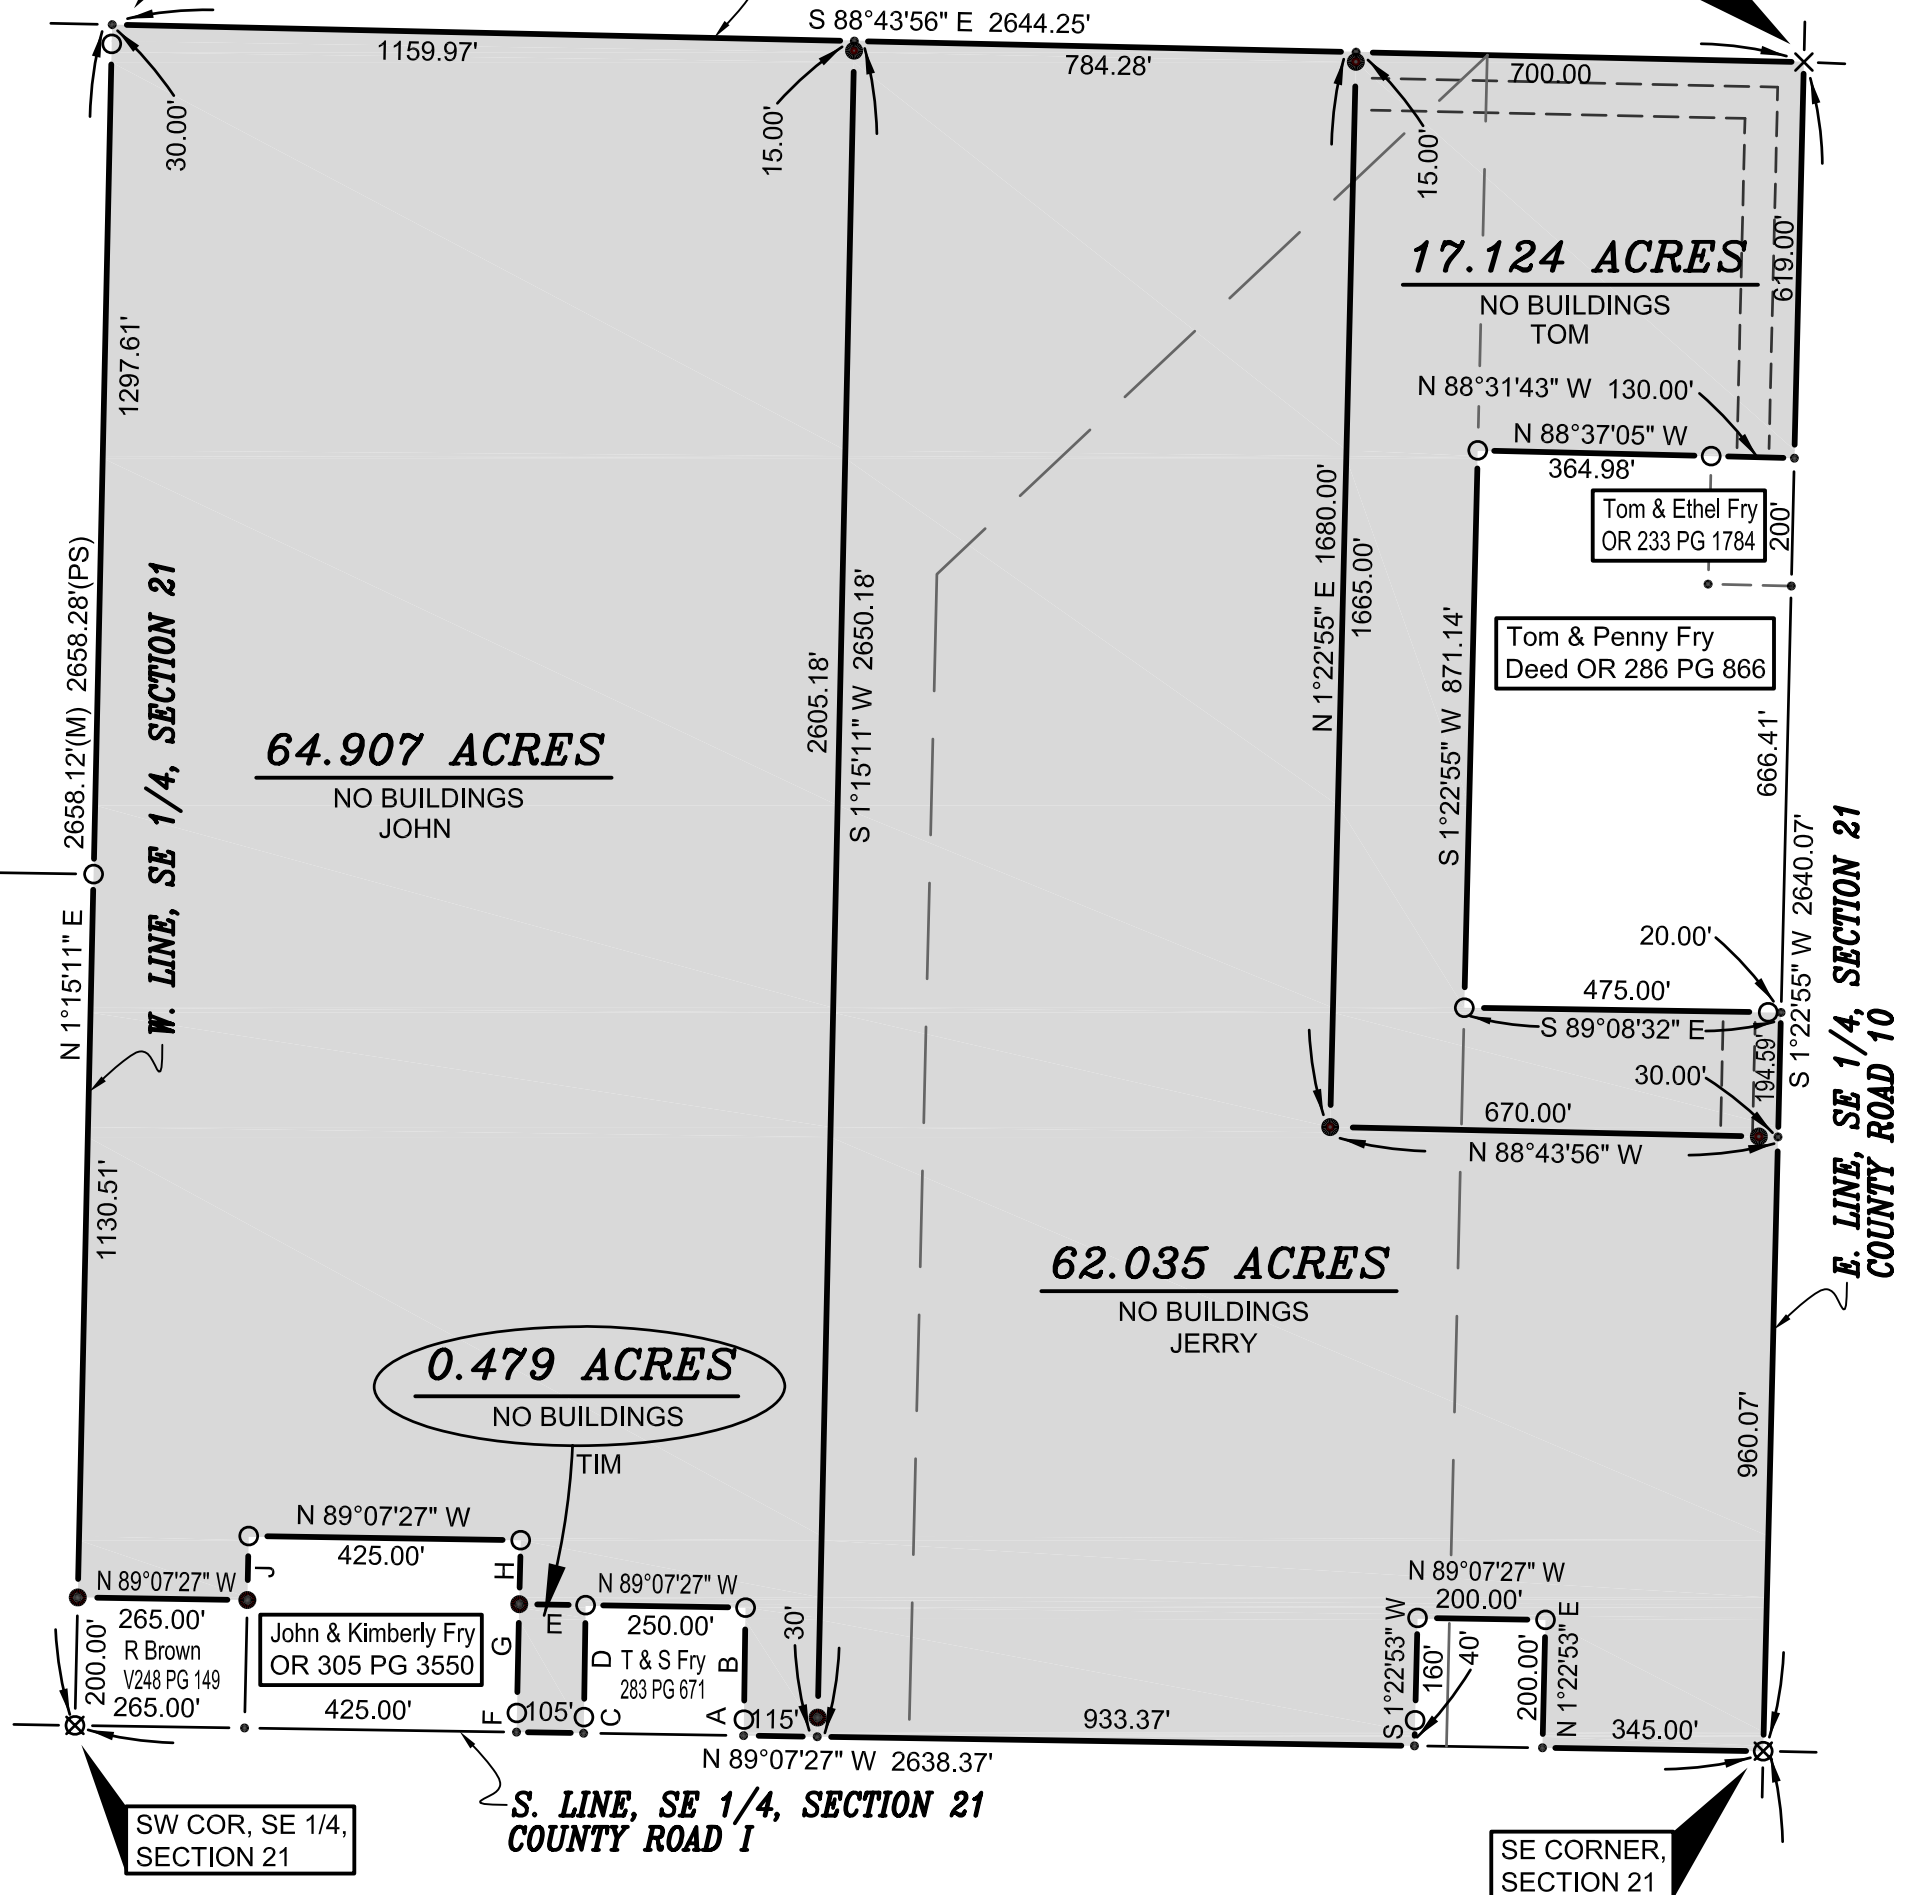 S 88°43'56" E 2644.25'
1159.97'
784.28'
700.00
30.00'
15.00'
15.00'
17.124 ACRES
NO BUILDINGS
TOM
619.00'
1297.61'
N 88°31'43" W 130.00'
N 88°37'05" W
364.98'
Tom & Ethel Fry
OR 233 PG 1784
200'
N 1°22'55" E 1680.00'
1665.00'
2658.12'(M) 2658.28'(PS)
W. LINE, SE 1/4, SECTION 21
2605.18'
S 1°15'11" W 2650.18'
S 1°22'55" W 871.14'
Tom & Penny Fry
Deed OR 286 PG 866
666.41'
64.907 ACRES
NO BUILDINGS
JOHN
S 1°22'55" W 2640.07'
E. LINE, SE 1/4, SECTION 21
COUNTY ROAD 10
N 1°15'11" E
20.00'
475.00'
S 89°08'32" E
194.59'
30.00'
670.00'
N 88°43'56" W
1130.51'
62.035 ACRES
NO BUILDINGS
JERRY
0.479 ACRES
NO BUILDINGS
TIM
960.07'
N 89°07'27" W
425.00'
J
H
N 89°07'27" W
265.00'
R Brown
V248 PG 149
265.00'
200.00'
John & Kimberly Fry
OR 305 PG 3550
425.00'
G
F
E
105'
N 89°07'27" W
250.00'
T & S Fry
283 PG 671
D
C
B
A
115'
30'
933.37'
N 89°07'27" W
200.00'
S 1°22'53" W
160'
40'
200.00'
N 1°22'53" E
345.00'
N 89°07'27" W 2638.37'
S. LINE, SE 1/4, SECTION 21
COUNTY ROAD I
SW COR, SE 1/4,
SECTION 21
SE CORNER,
SECTION 21